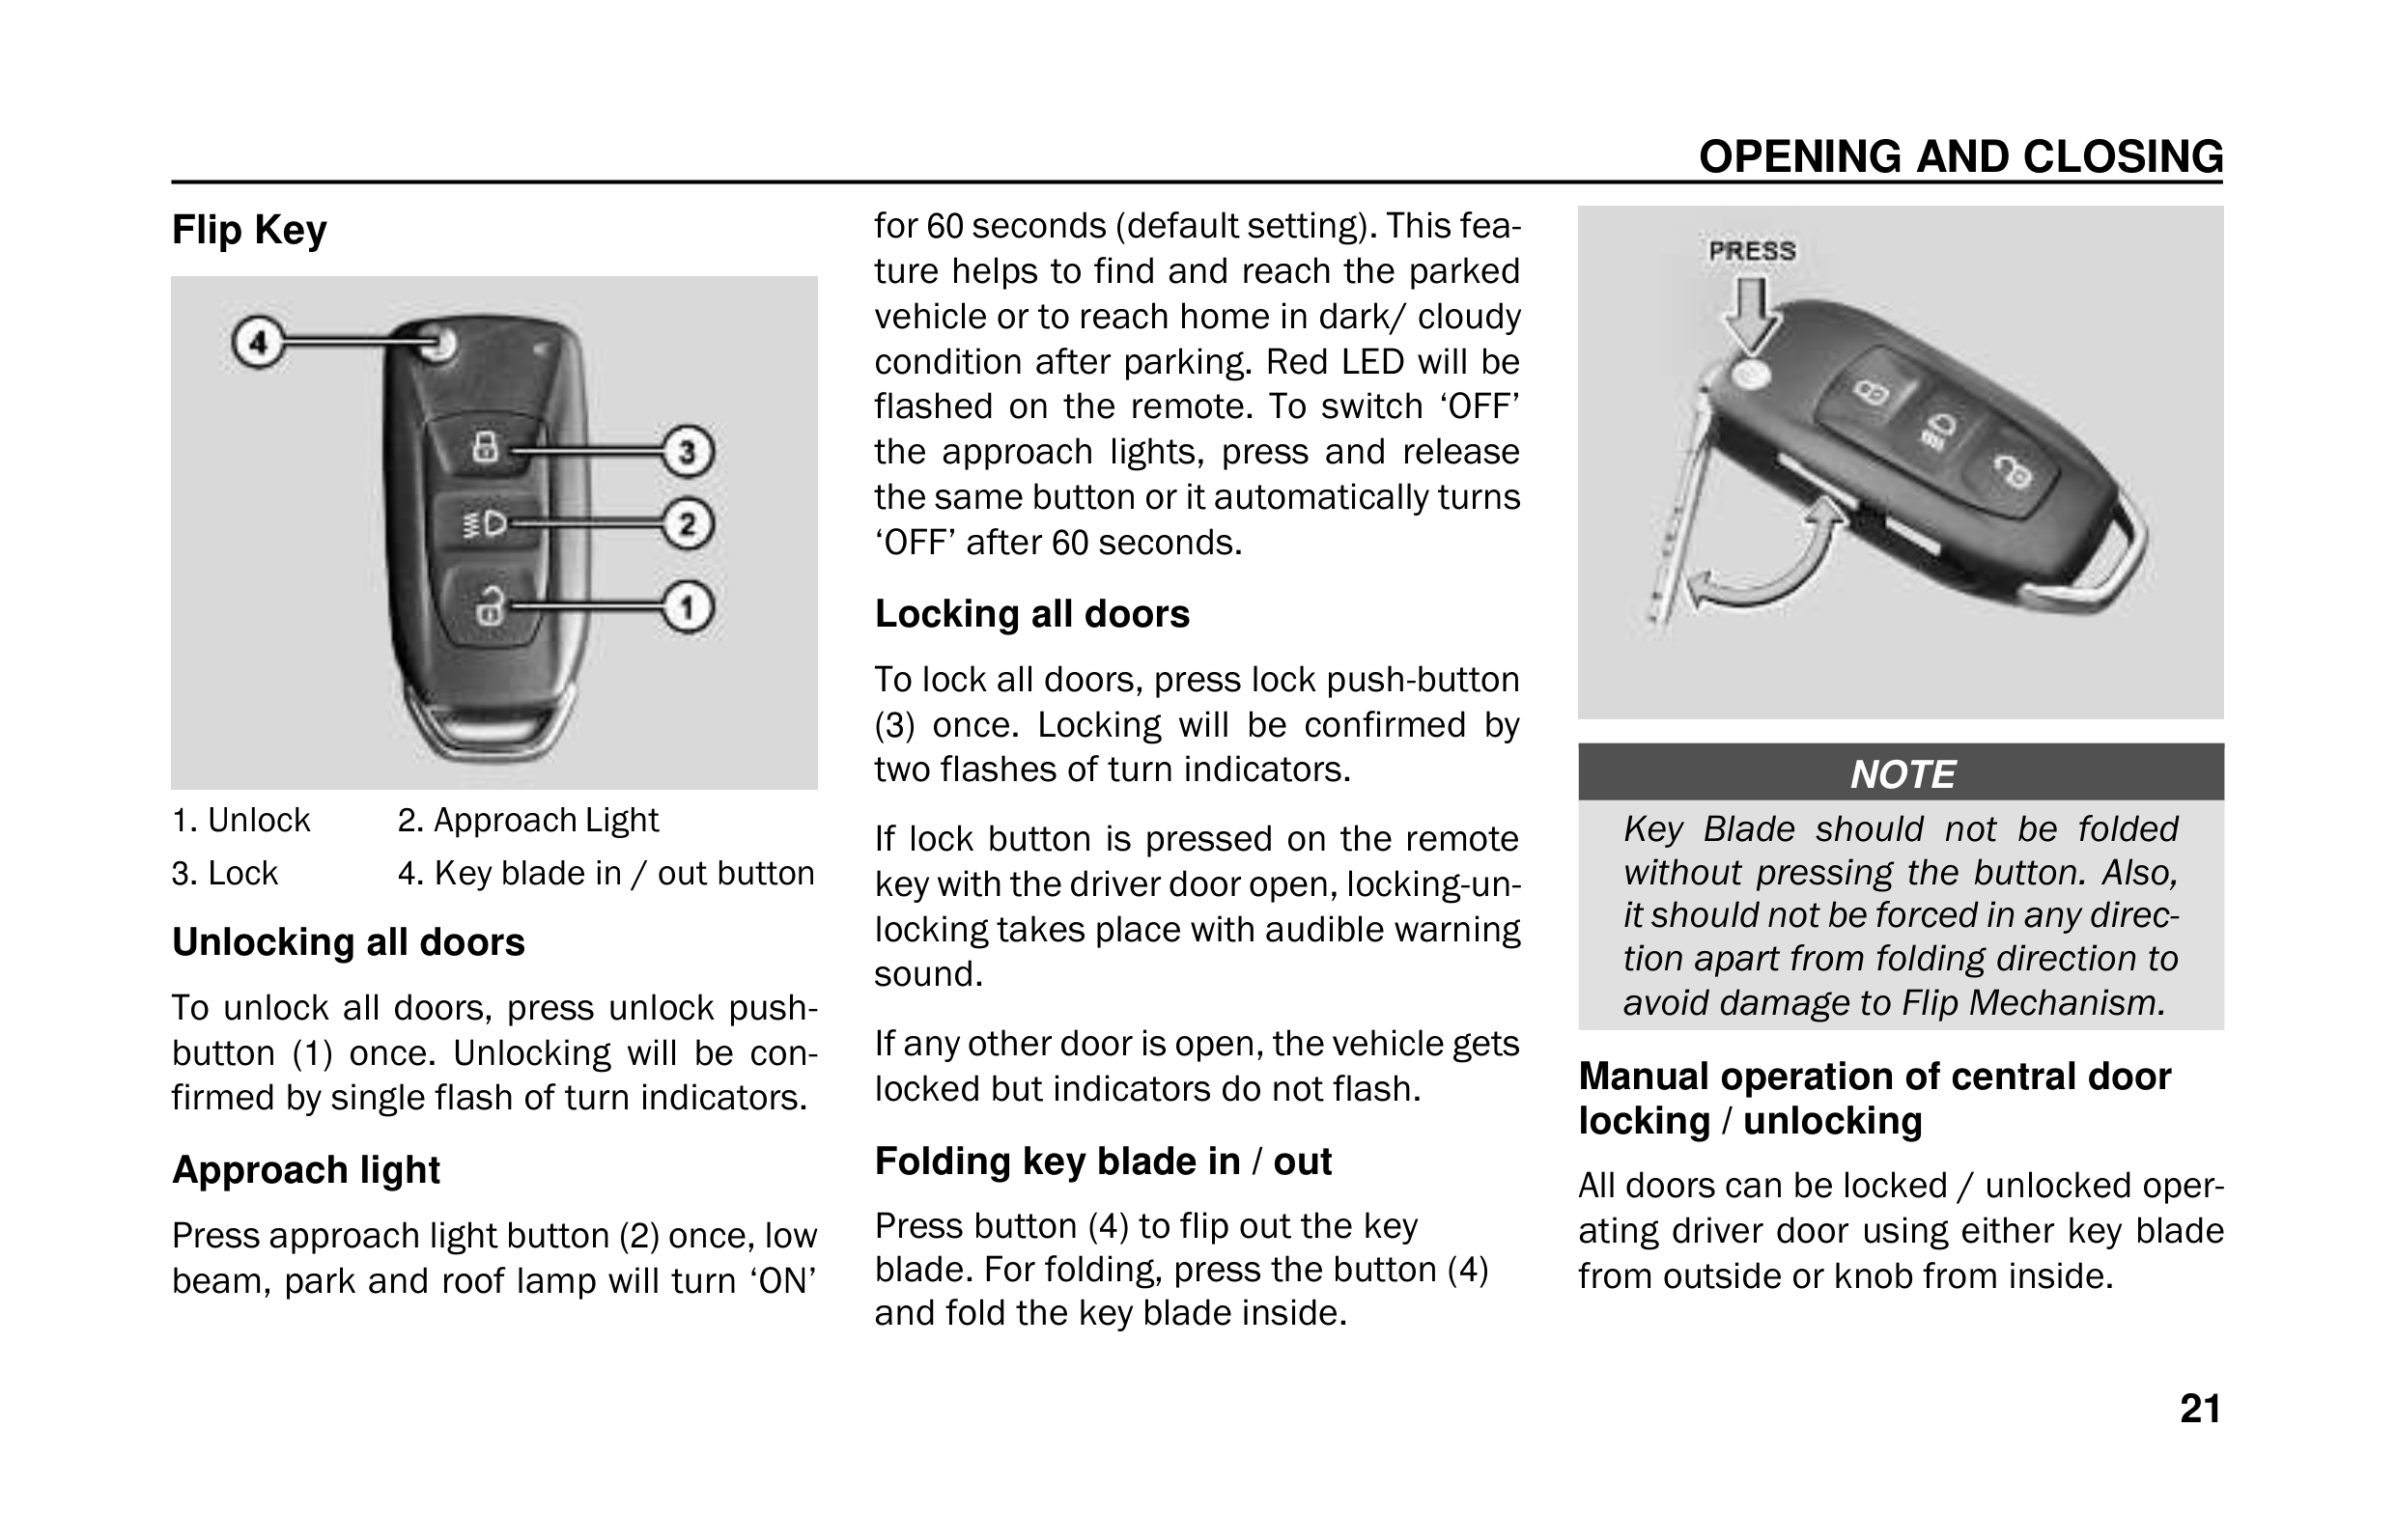 OPENING AND CLOSING
Flip Key
4
3
2
1
1. Unlock 2. Approach Light
3. Lock 4. Key blade in / out button
Unlocking all doors
To unlock all doors, press unlock push-
button (1) once. Unlocking will be con-
firmed by single flash of turn indicators.
Approach light
Press approach light button (2) once, low
beam, park and roof lamp will turn ‘ON’
for 60 seconds (default setting). This fea-
ture helps to find and reach the parked
vehicle or to reach home in dark/ cloudy
condition after parking. Red LED will be
flashed on the remote. To switch ‘OFF’
the approach lights, press and release
the same button or it automatically turns
‘OFF’ after 60 seconds.
Locking all doors
To lock all doors, press lock push-button
(3) once. Locking will be confirmed by
two flashes of turn indicators.
If lock button is pressed on the remote
key with the driver door open, locking-un-
locking takes place with audible warning
sound.
If any other door is open, the vehicle gets
locked but indicators do not flash.
Folding key blade in / out
Press button (4) to flip out the key
blade. For folding, press the button (4)
and fold the key blade inside.
PRESS
NOTE
Key Blade should not be folded
without pressing the button. Also,
it should not be forced in any direc-
tion apart from folding direction to
avoid damage to Flip Mechanism.
Manual operation of central door
locking / unlocking
All doors can be locked / unlocked oper-
ating driver door using either key blade
from outside or knob from inside.
21